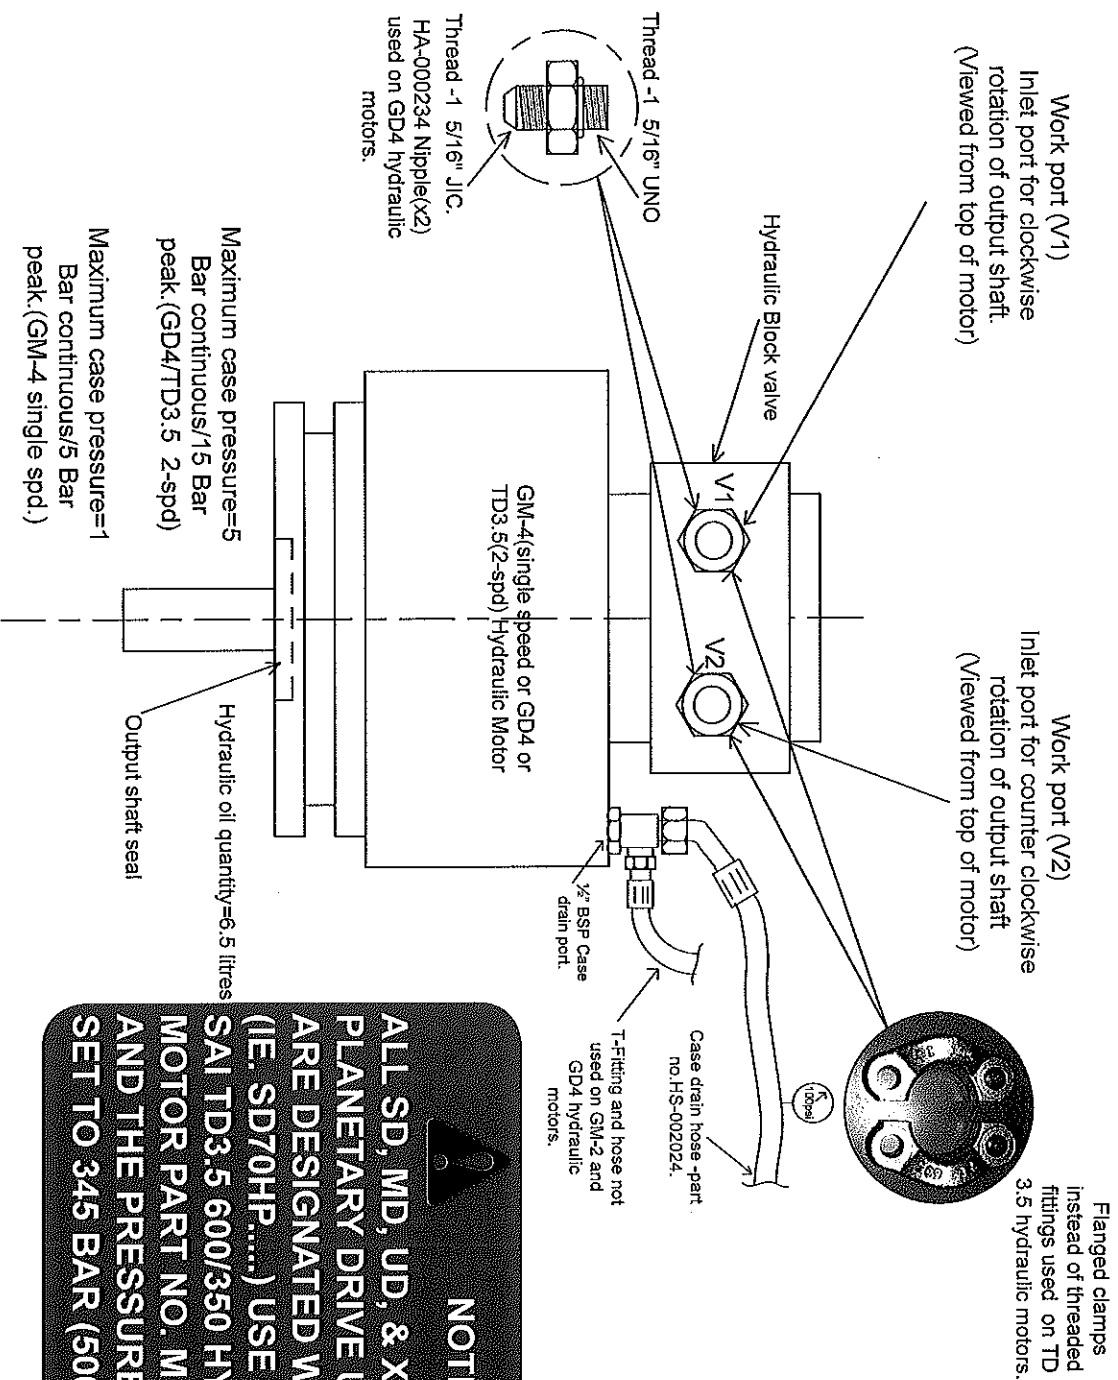 Work port (V1)
Inlet port for clockwise
rotation of output shaft.
(Viewed from top of motor)
Work port (V2)
Inlet port for counter clockwise
rotation of output shaft
(Viewed from top of motor)
Flanged clamps
instead of threaded
fittings used on TD
3.5 hydraulic motors.
Thread -1 5/16" UNO
Thread -1 5/16" JIC.
HA-000234 Nipple(x2)
used on GD4 hydraulic
motors.
Hydraulic Block valve
V1
V2
100psi
Case drain hose -part
no.HS-002024.
T-Fitting and hose not
used on GM-2 and
GD4 hydraulic
motors.
½" BSP Case
drain port.
GM-4(single speed or GD4 or
TD3.5(2-spd) Hydraulic Motor
Maximum case pressure=5
Bar continuous/15 Bar
peak.(GD4/TD3.5 2-spd)
Maximum case pressure=1
Bar continuous/5 Bar
peak.(GM-4 single spd.)
Hydraulic oil quantity=6.5 litres
Output shaft seal
ALL SD, MD, UD, & X
PLANETARY DRIVE
ARE DESIGNATED
(IE. SD70HP.....) USE
SAI TD3.5 600/350
MOTOR PART NO.
AND THE
SET TO 345 BAR